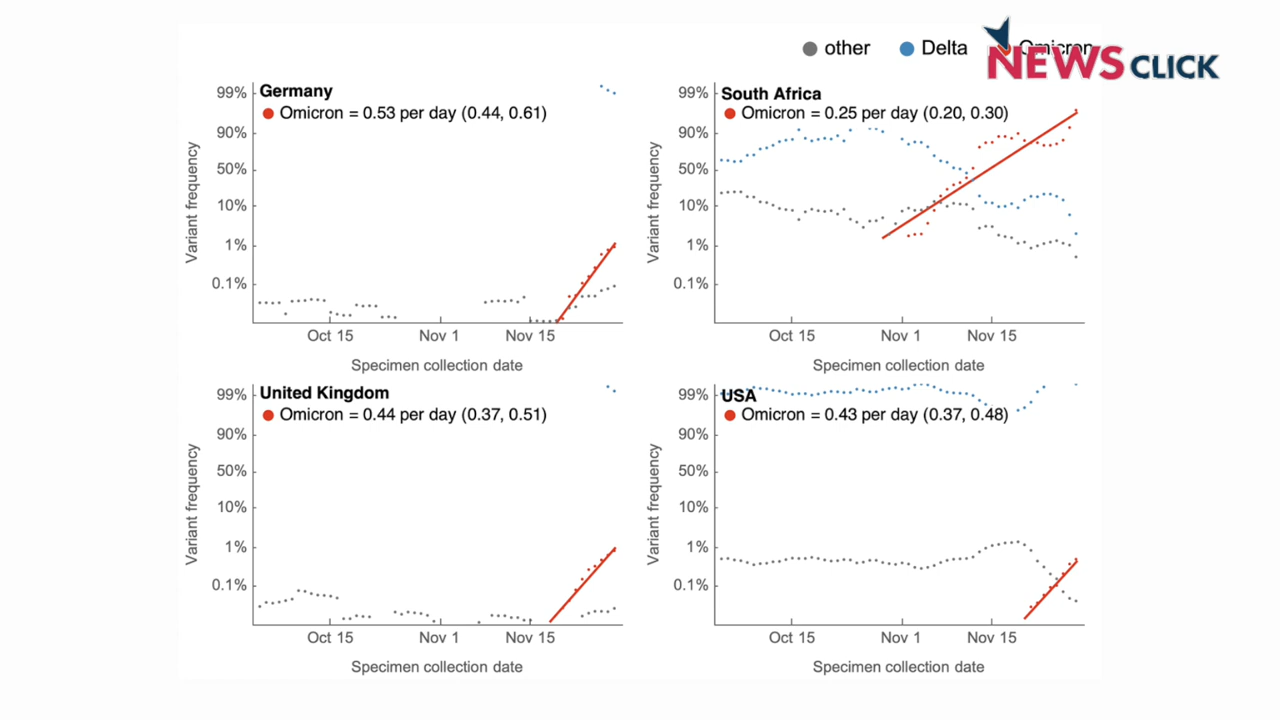 other Delta Omicron
NEWSCLICK
Germany
Omicron = 0.53 per day (0.44, 0.61)
99%
90%
50%
10%
1%
0.1%
Variant frequency
Oct 15 Nov 1 Nov 15
Specimen collection date
South Africa
Omicron = 0.25 per day (0.20, 0.30)
99%
90%
50%
10%
1%
0.1%
Variant frequency
Oct 15 Nov 1 Nov 15
Specimen collection date
United Kingdom
Omicron = 0.44 per day (0.37, 0.51)
99%
90%
50%
10%
1%
0.1%
Variant frequency
Oct 15 Nov 1 Nov 15
Specimen collection date
USA
Omicron = 0.43 per day (0.37, 0.48)
99%
90%
50%
10%
1%
0.1%
Variant frequency
Oct 15 Nov 1 Nov 15
Specimen collection date